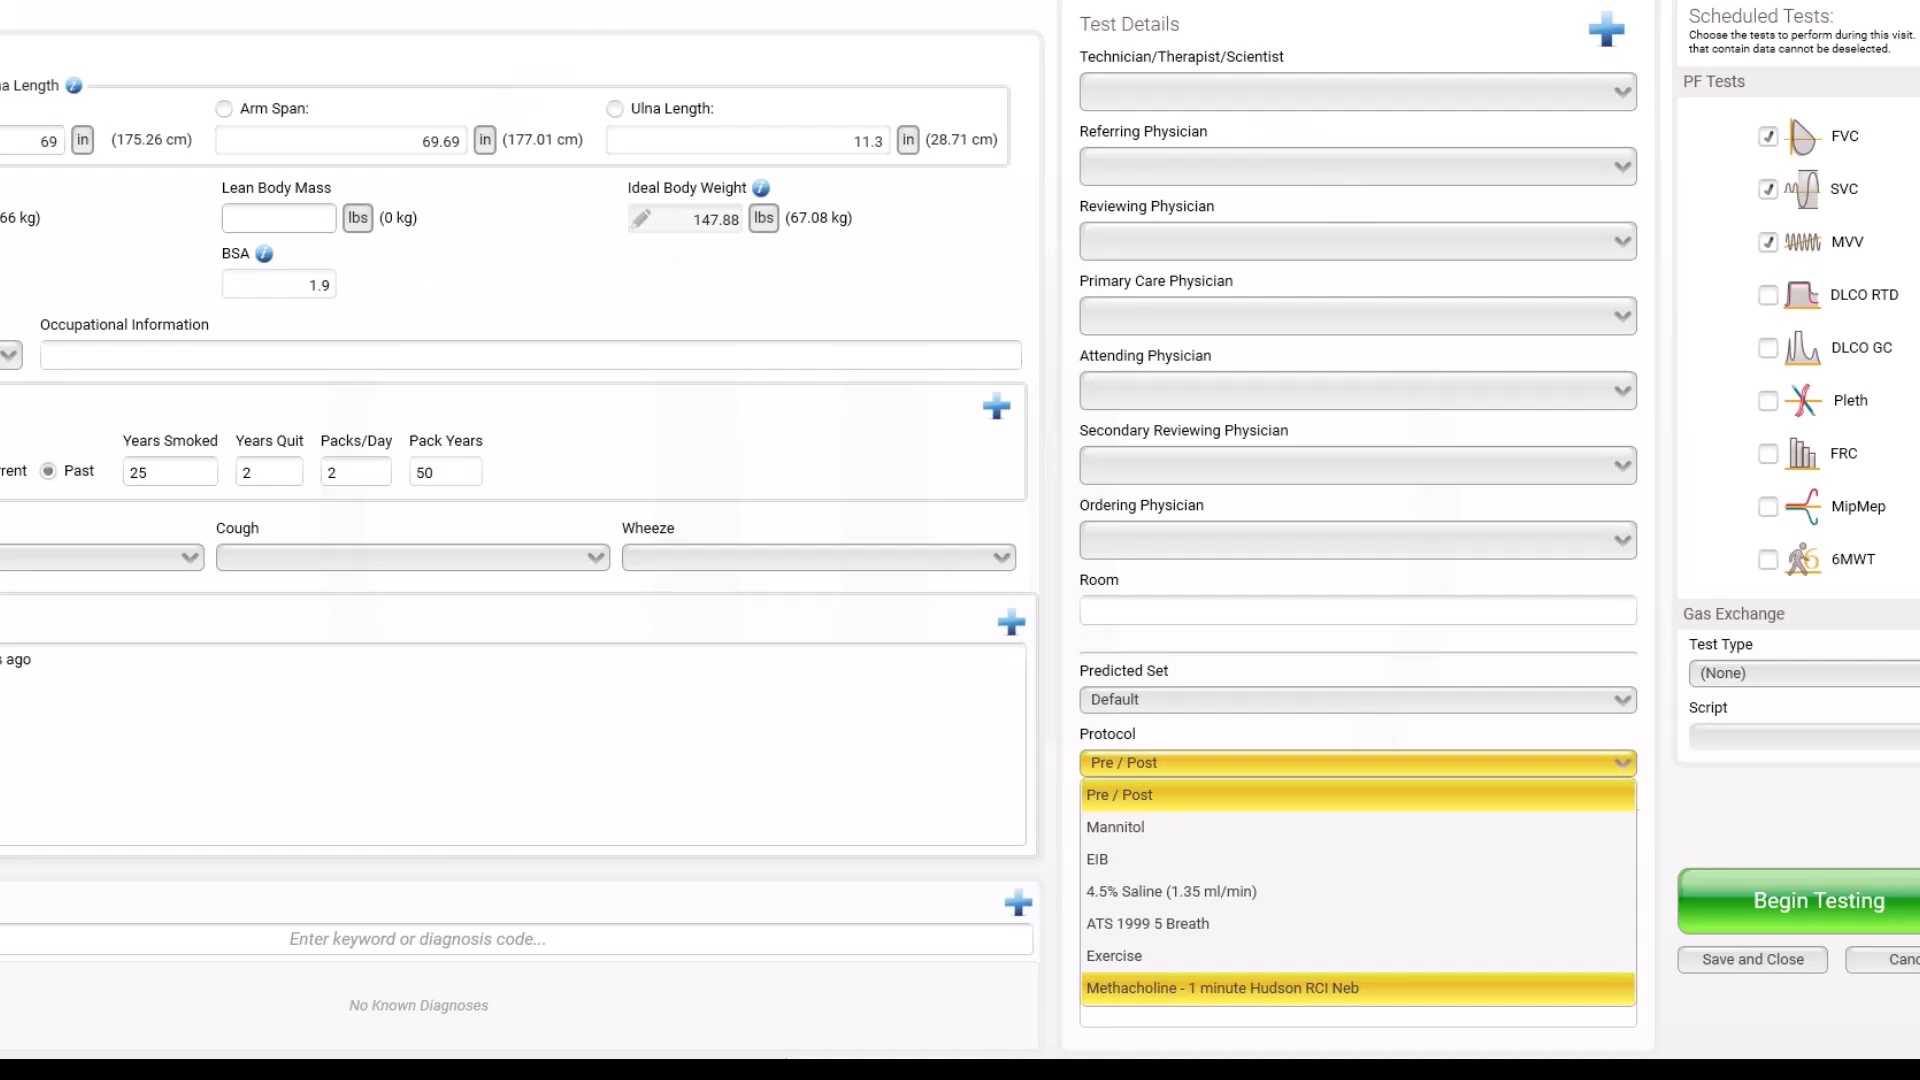 a Length
Arm Span:
Ulna Length:
69 in (175.26 cm)
69.69 in (177.01 cm)
11.3 in (28.71 cm)
Lean Body Mass
Ideal Body Weight
66 kg)
lbs (0 kg)
147.88 lbs (67.08 kg)
BSA
1.9
Occupational Information
Years Smoked Years Quit Packs/Day Pack Years
rent Past 25 2 2 50
Cough
Wheeze
s ago
Enter keyword or diagnosis code...
No Known Diagnoses
Test Details
Technician/Therapist/Scientist
Referring Physician
Reviewing Physician
Primary Care Physician
Attending Physician
Secondary Reviewing Physician
Ordering Physician
Room
Predicted Set
Default
Protocol
Pre / Post
Pre / Post
Mannitol
EIB
4.5% Saline (1.35 ml/min)
ATS 1999 5 Breath
Exercise
Methacholine - 1 minute Hudson RCI Neb
Scheduled Tests:
Choose the tests to perform during this visit.
that contain data cannot be deselected.
PF Tests
FVC
SVC
MVV
DLCO RTD
DLCO GC
Pleth
FRC
MipMep
6MWT
Gas Exchange
Test Type
(None)
Script
Begin Testing
Save and Close
Canc